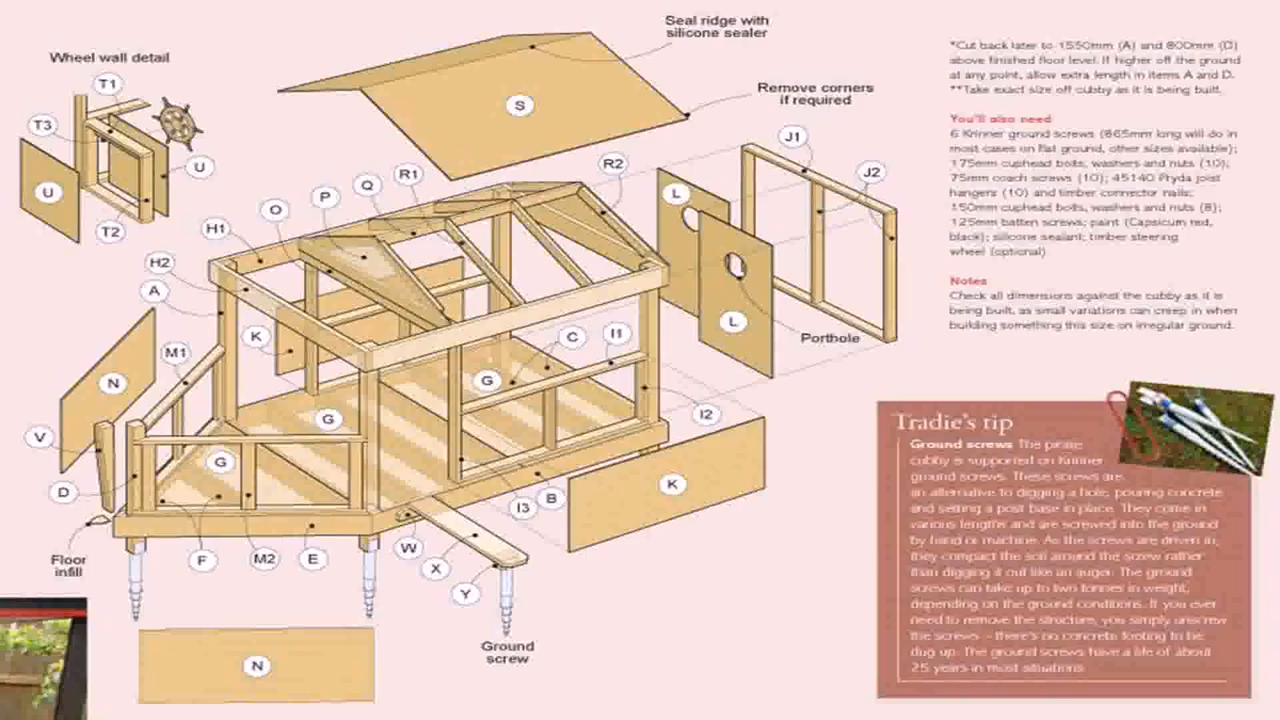 Wheel wall detail
T1
T3
U
U
T2
Seal ridge with
silicone sealer
S
Remove corners
if required
J1
J2
R2
R1
Q
P
O
H1
H2
A
L
L
Porthole
K
M1
N
C
I1
G
G
G
I2
V
D
K
B
I3
W
X
Y
Floor
infill
F
M2
E
Ground
screw
N
*Cut back later to 1550mm (A) and 800mm (D)
above finished floor level. If higher off the ground
at any point, allow extra length in items A and D.
**Take exact size off cubby as it is being built.
You'll also need
6 Krinner ground screws (865mm long will do in
most cases on flat ground, other sizes available);
175mm cuphead bolts, washers and nuts (10);
75mm coach screws (10); 45140 Pryda joist
hangers (10) and timber connector nails;
150mm cuphead bolts, washers and nuts (8);
125mm batten screws; paint (Capsicum red,
black); silicone sealant; timber steering
wheel (optional)
Notes
Check all dimensions against the cubby as it is
being built, as small variations can creep in when
building something this size on irregular ground.
Tradie's tip
Ground screws The pirate
cubby is supported on Krinner
ground screws. These screws are
an alternative to digging a hole, pouring concrete
and setting a post base in place. They come in
various lengths and are screwed into the ground
by hand or machine. As the screws are driven in,
they compact the soil around the screw rather
than digging it out like an auger. The ground
screws can take up to two tonnes in weight,
depending on the ground conditions. If you ever
need to remove the structure, you simply unscrew
the screws – there's no concrete footing to be
dug up. The ground screws have a life of about
25 years in most situations.